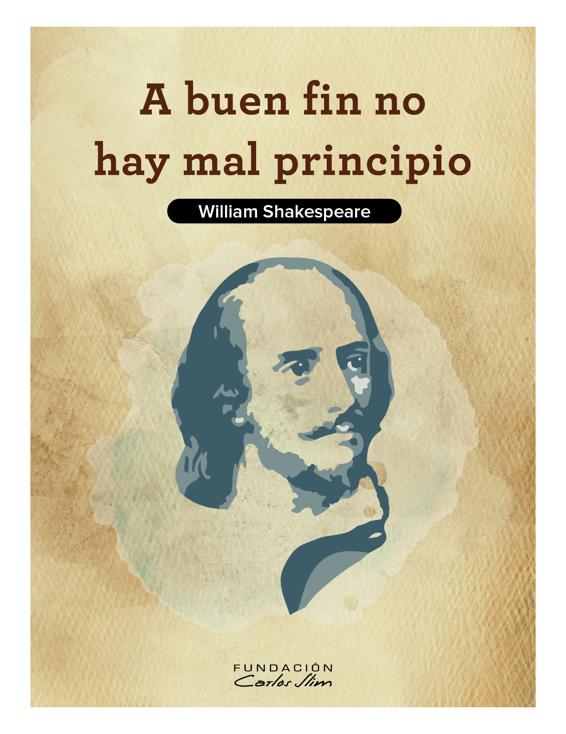 A buen fin no
hay mal principio
William Shakespeare
FUNDACIÓN
Carlos Slim